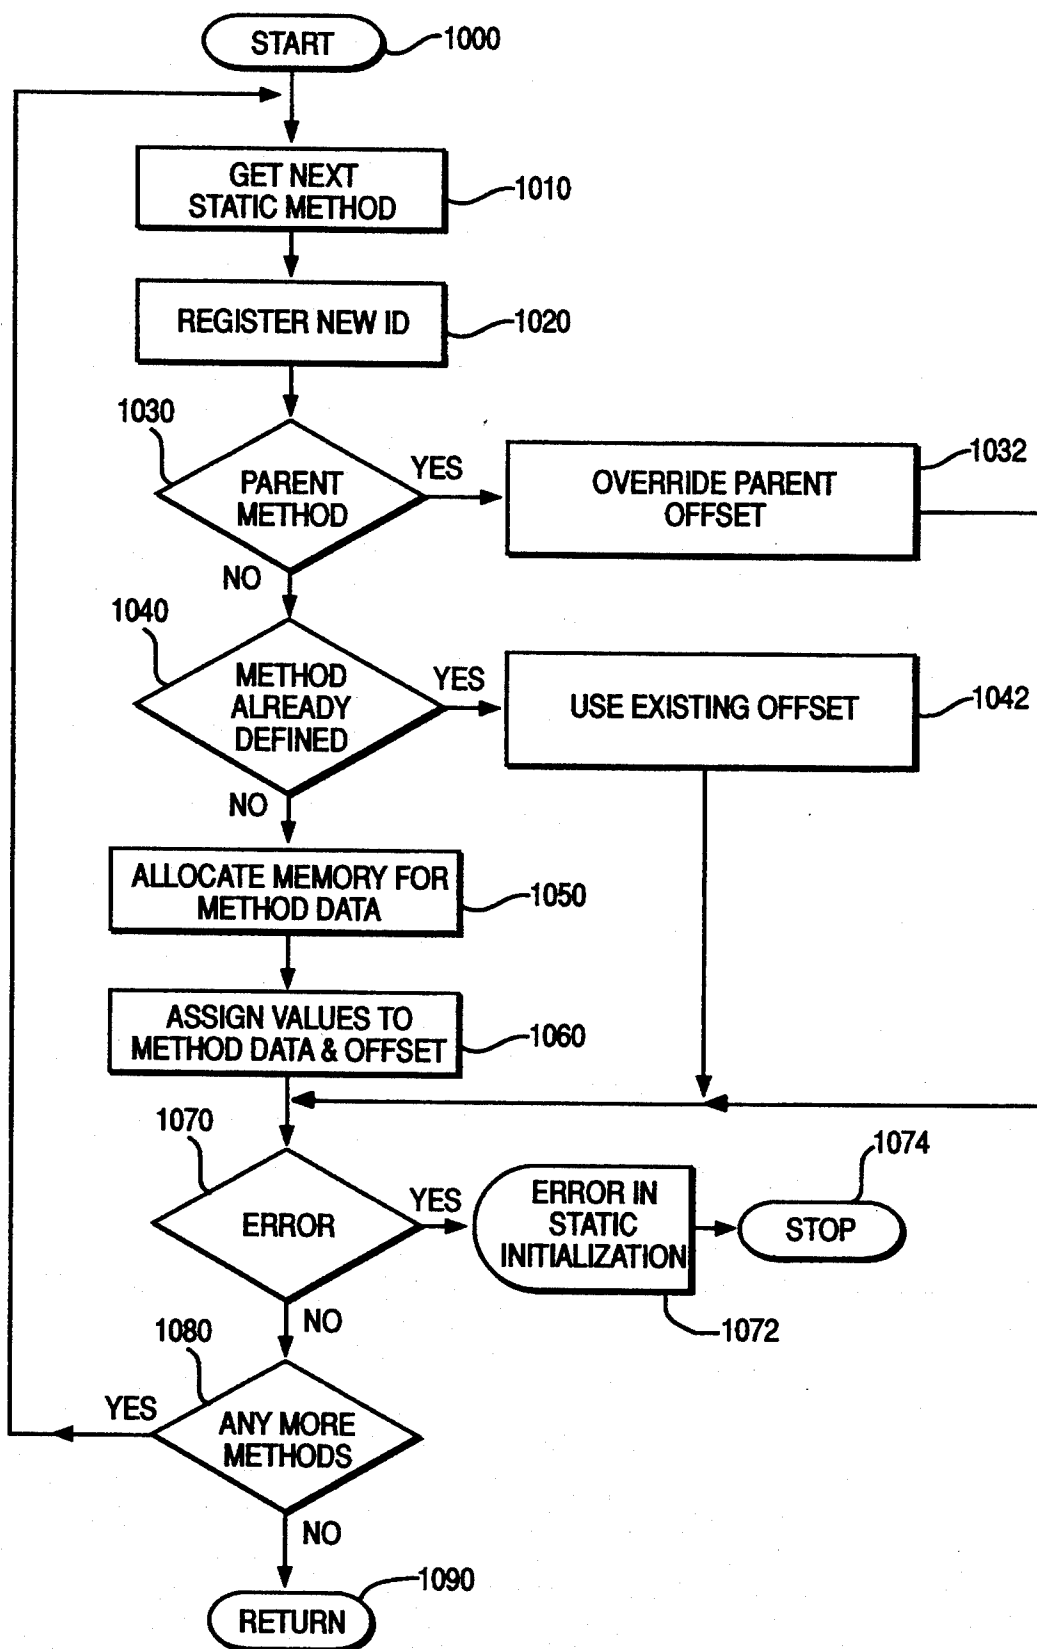 START
1000
GET NEXT
STATIC METHOD
1010
REGISTER NEW ID
1020
1030
PARENT
METHOD
YES
NO
OVERRIDE PARENT
OFFSET
1032
1040
METHOD
ALREADY
DEFINED
YES
NO
USE EXISTING OFFSET
1042
ALLOCATE MEMORY FOR
METHOD DATA
1050
ASSIGN VALUES TO
METHOD DATA & OFFSET
1060
1070
ERROR
YES
NO
ERROR IN
STATIC
INITIALIZATION
1072
1074
STOP
1080
YES
ANY MORE
METHODS
NO
RETURN
1090